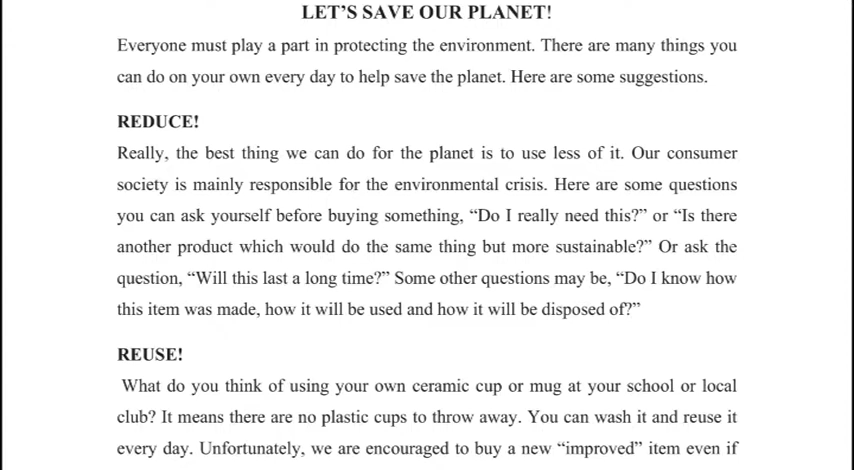 LET’S SAVE OUR PLANET!
Everyone must play a part in protecting the environment. There are many things you
can do on your own every day to help save the planet. Here are some suggestions.
REDUCE!
Really, the best thing we can do for the planet is to use less of it. Our consumer
society is mainly responsible for the environmental crisis. Here are some questions
you can ask yourself before buying something, “Do I really need this?” or “Is there
another product which would do the same thing but more sustainable?” Or ask the
question, “Will this last a long time?” Some other questions may be, “Do I know how
this item was made, how it will be used and how it will be disposed of?”
REUSE!
What do you think of using your own ceramic cup or mug at your school or local
club? It means there are no plastic cups to throw away. You can wash it and reuse it
every day. Unfortunately, we are encouraged to buy a new “improved” item even if